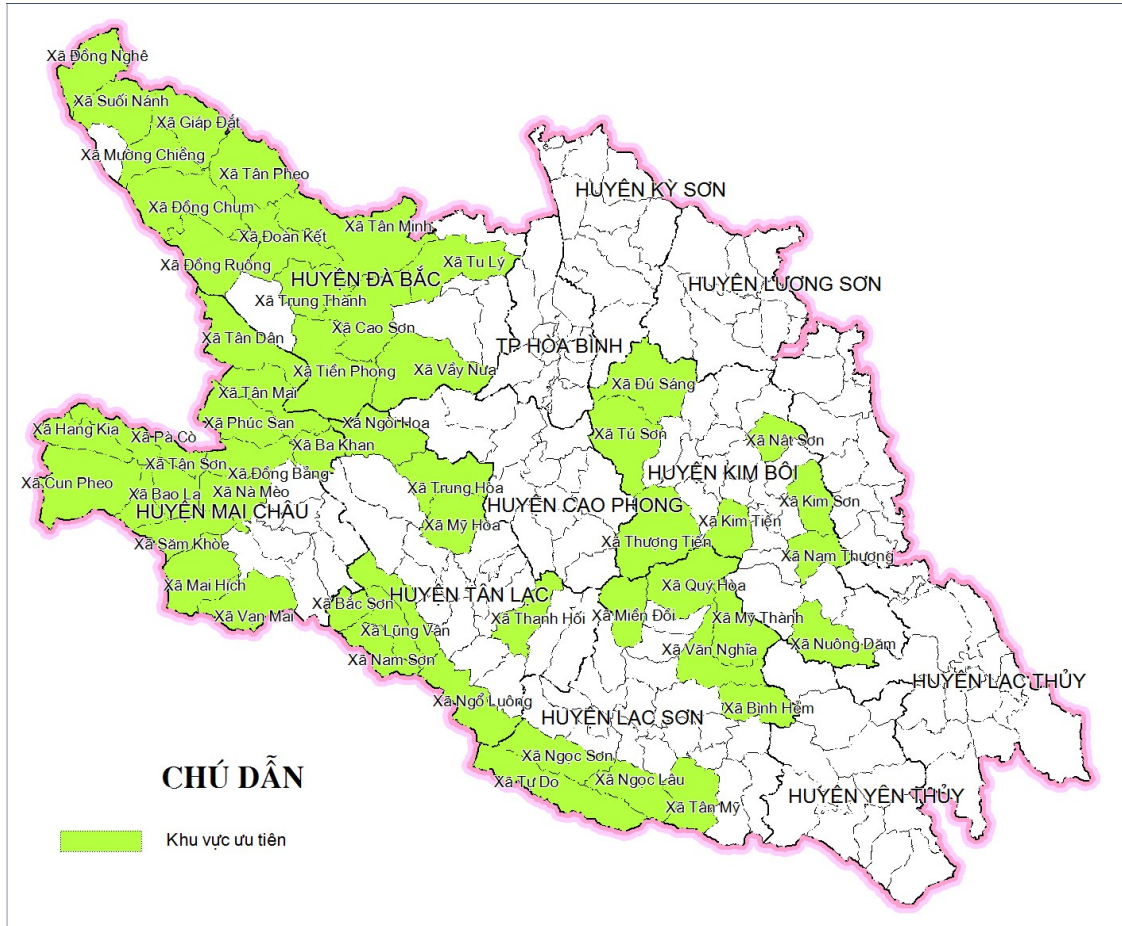 Xã Đồng Nghê
Xã Suối Nánh
Xã Giáp Đắt
Xã Mường Chiềng
Xã Tân Pheo
HUYỆN KỲ SƠN
Xã Đồng Chum
Xã Tân Minh
Xã Đoàn Kết
Xã Tu Lý
Xã Đồng Ruộng
HUYỆN ĐÀ BẮC
HUYỆN LƯƠNG SƠN
Xã Trung Thành
Xã Cao Sơn
Xã Tân Dân
TP HÒA BÌNH
Xã Tiền Phong
Xã Vầy Nưa
Xã Đú Sáng
Xã Tân Mai
Xã Phúc Sạn
Xã Ngòi Hoa
Xã Hang Kia
Xã Pà Cò
Xã Tú Sơn
Xã Nật Sơn
Xã Ba Khan
Xã Tân Sơn
Xã Đồng Bảng
HUYỆN KIM BÔI
Xã Cun Pheo
Xã Bao La
Xã Nà Mèo
Xã Trung Hòa
Xã Kim Sơn
HUYỆN MAI CHÂU
HUYỆN CAO PHONG
Xã Mỹ Hòa
Xã Kim Tiến
Xã Săm Khòe
Xã Thượng Tiến
Xã Nam Thượng
Xã Mai Hịch
Xã Quý Hòa
HUYỆN TÂN LẠC
Xã Bắc Sơn
Xã Vạn Mai
Xã Thanh Hối
Xã Miền Đồi
Xã Mỹ Thành
Xã Lũng Vân
Xã Văn Nghĩa
Xã Nuông Dăm
Xã Nam Sơn
HUYỆN LẠC THỦY
Xã Ngổ Luông
Xã Bình Hẻm
HUYỆN LẠC SƠN
Xã Ngọc Sơn
Xã Tự Do
Xã Ngọc Lâu
HUYỆN YÊN THỦY
Xã Tân Mỹ
CHÚ DẪN
Khu vực ưu tiên